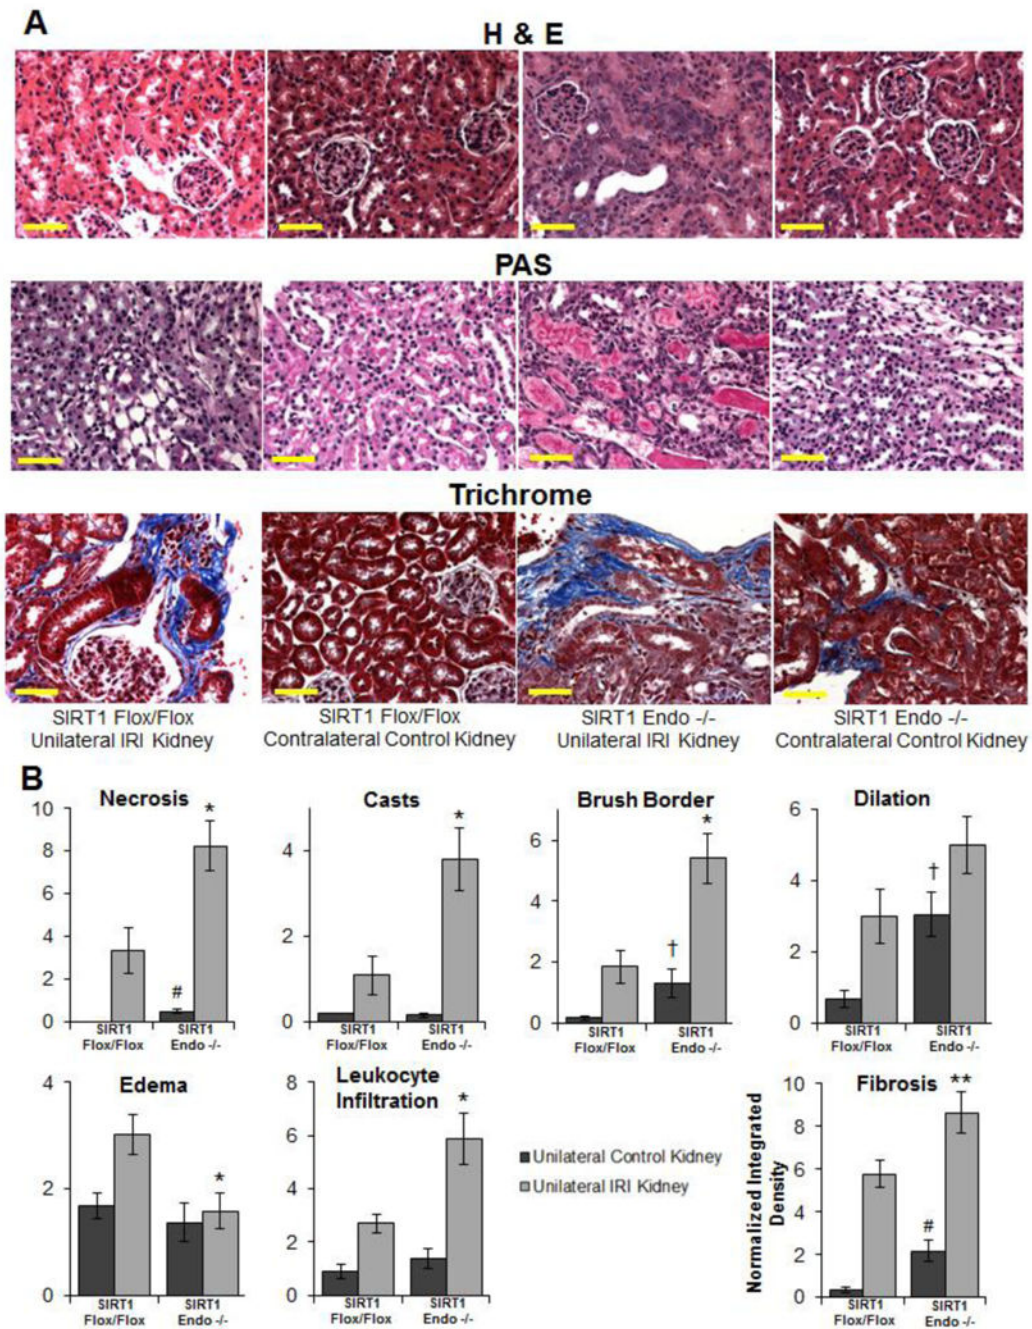 A
H & E
PAS
Trichrome
SIRT1 Flox/Flox
Unilateral IRI Kidney
SIRT1 Flox/Flox
Contralateral Control Kidney
SIRT1 Endo -/-
Unilateral IRI Kidney
SIRT1 Endo -/-
Contralateral Control Kidney
B
Necrosis
10
8
6
4
2
0
#
*
SIRT1
Flox/Flox
SIRT1
Endo -/-
Casts
4
2
0
*
SIRT1
Flox/Flox
SIRT1
Endo -/-
Brush Border
6
4
2
0
†
*
SIRT1
Flox/Flox
SIRT1
Endo -/-
Dilation
6
4
2
0
†
SIRT1
Flox/Flox
SIRT1
Endo -/-
Edema
4
2
0
*
SIRT1
Flox/Flox
SIRT1
Endo -/-
Leukocyte
Infiltration
8
6
4
2
0
*
SIRT1
Flox/Flox
SIRT1
Endo -/-
Unilateral Control Kidney
Unilateral IRI Kidney
Fibrosis
Normalized Integrated
Density
10
8
6
4
2
0
#
**
SIRT1
Flox/Flox
SIRT1
Endo -/-